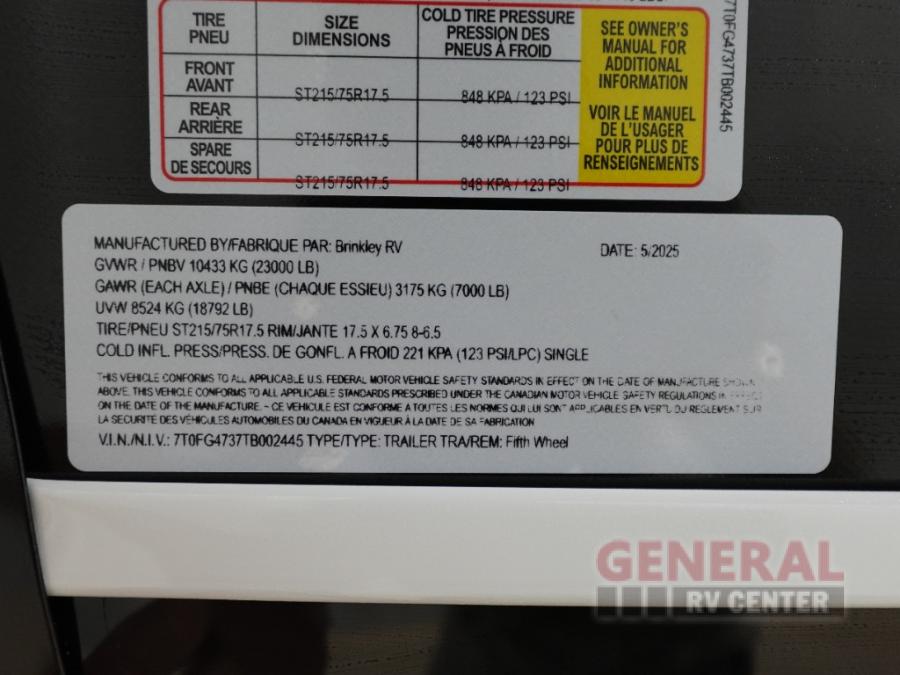 TIRE SIZE COLD TIRE PRESSURE
PNEU DIMENSIONS PRESSION DES
PNEUS À FROID
FRONT
AVANT ST215/75R17.5 848 KPA / 123 PSI
REAR
ARRIÈRE ST215/75R17.5 848 KPA / 123 PSI
SPARE
DE SECOURS ST215/75R17.5 848 KPA / 123 PSI
SEE OWNER'S
MANUAL FOR
ADDITIONAL
INFORMATION
VOIR LE MANUEL
DE L'USAGER
POUR PLUS DE
RENSEIGNEMENTS
7T0FG4737TB002445
MANUFACTURED BY/FABRIQUE PAR: Brinkley RV DATE: 5/2025
GVWR / PNBV 10433 KG (23000 LB)
GAWR (EACH AXLE) / PNBE (CHAQUE ESSIEU) 3175 KG (7000 LB)
UVW 8524 KG (18792 LB)
TIRE/PNEU ST215/75R17.5 RIM/JANTE 17.5 X 6.75 8-6.5
COLD INFL. PRESS/PRESS. DE GONFL. A FROID 221 KPA (123 PSI/LPC) SINGLE
THIS VEHICLE CONFORMS TO ALL APPLICABLE U.S. FEDERAL MOTOR VEHICLE SAFETY STANDARDS IN EFFECT ON THE DATE OF MANUFACTURE SHOWN
ABOVE. THIS VEHICLE CONFORMS TO ALL APPLICABLE STANDARDS PRESCRIBED UNDER THE CANADIAN MOTOR VEHICLE SAFETY REGULATIONS IN EFFECT
ON THE DATE OF THE MANUFACTURE. - CE VEHICULE EST CONFORME A TOUTES LES NORMES QUI LUI SONT APPLICABLES EN VERTU DU REGLEMENT SUR
LA SECURITE DES VÉHICULES AUTOMOBILES DU CANADA EN VIGUEUR À LA DATE DE SA FABRICATION
V.I.N./N.I.V.: 7T0FG4737TB002445 TYPE/TYPE: TRAILER TRA/REM: Fifth Wheel
GENERAL
RV CENTER